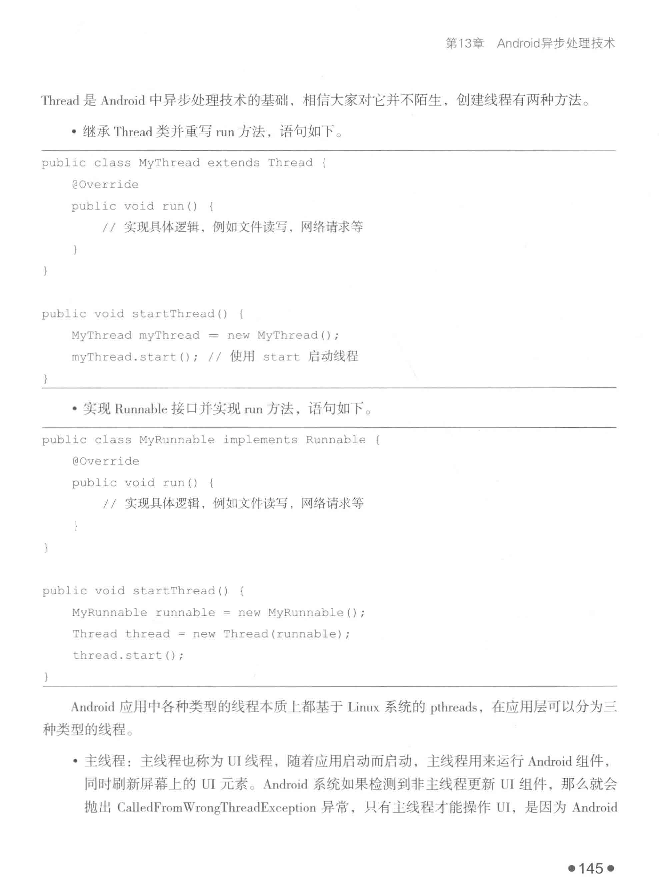 第13章 Android异步处理技术
Thread 是 Android 中异步处理技术的基础，相信大家对它并不陌生，创建线程有两种方法。
• 继承 Thread 类并重写 run 方法，语句如下。
public class MyThread extends Thread {
@Override
public void run() {
// 实现具体逻辑，例如文件读写，网络请求等
}
}
public void startThread() {
MyThread myThread = new MyThread();
myThread.start(); // 使用 start 启动线程
}
• 实现 Runnable 接口并实现 run 方法，语句如下。
public class MyRunnable implements Runnable {
@Override
public void run() {
// 实现具体逻辑，例如文件读写，网络请求等
}
}
public void startThread() {
MyRunnable runnable = new MyRunnable();
Thread thread = new Thread(runnable);
thread.start();
}
Android 应用中各种类型的线程本质上都基于 Linux 系统的 pthreads，在应用层可以分为三
种类型的线程。
• 主线程：主线程也称为 UI 线程，随着应用启动而启动，主线程用来运行 Android 组件，
同时刷新屏幕上的 UI 元素。Android 系统如果检测到非主线程更新 UI 组件，那么就会
抛出 CalledFromWrongThreadException 异常，只有主线程才能操作 UI，是因为 Android
●145●